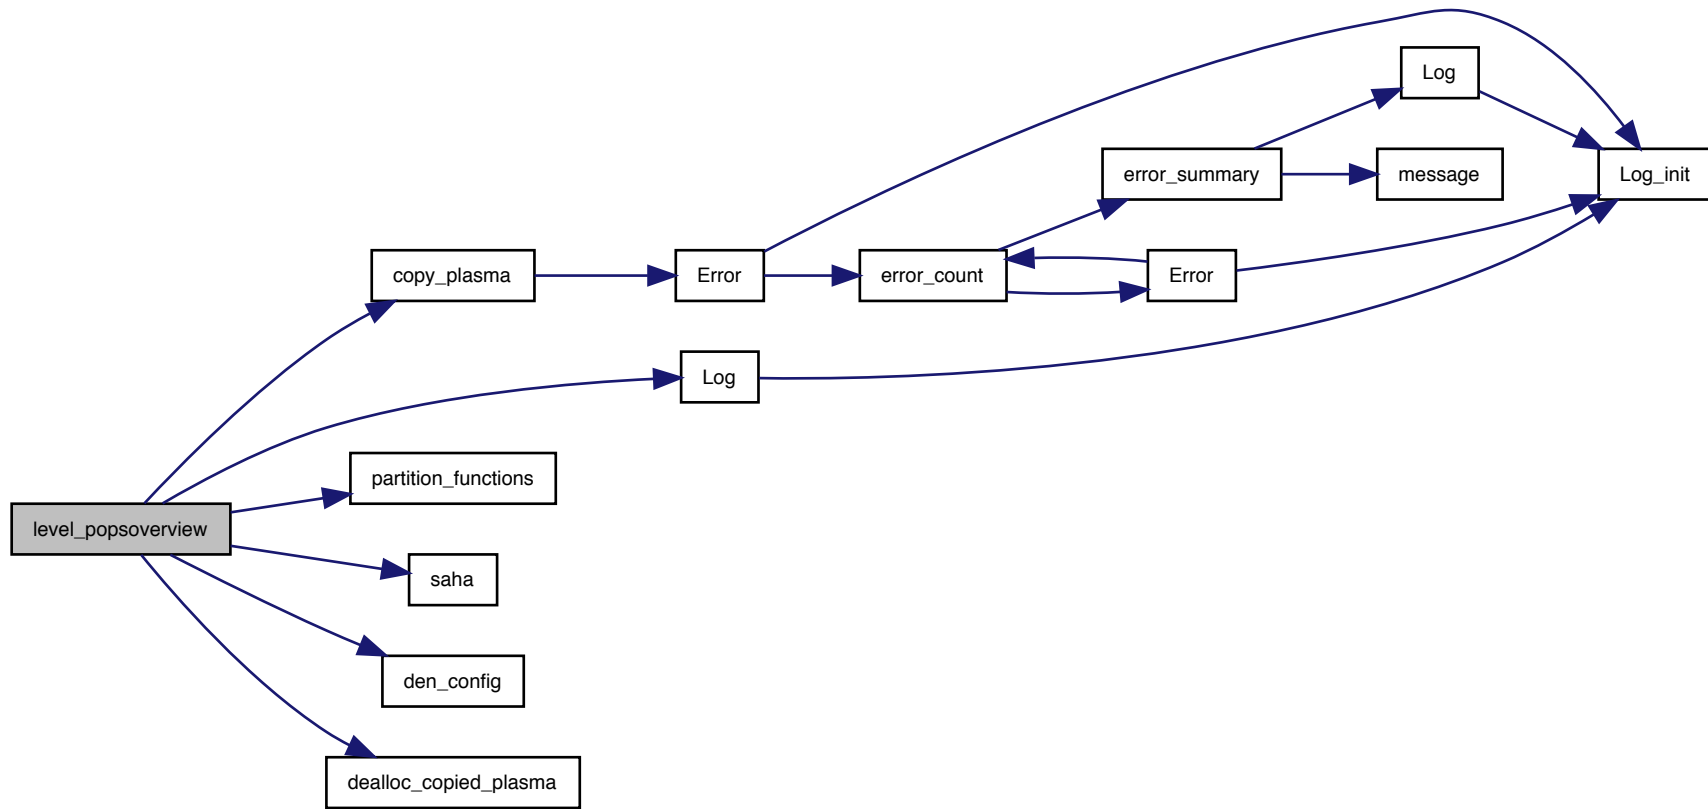 Log
error_summary
message
Log_init
copy_plasma
Error
error_count
Error
Log
partition_functions
level_popsoverview
saha
den_config
dealloc_copied_plasma